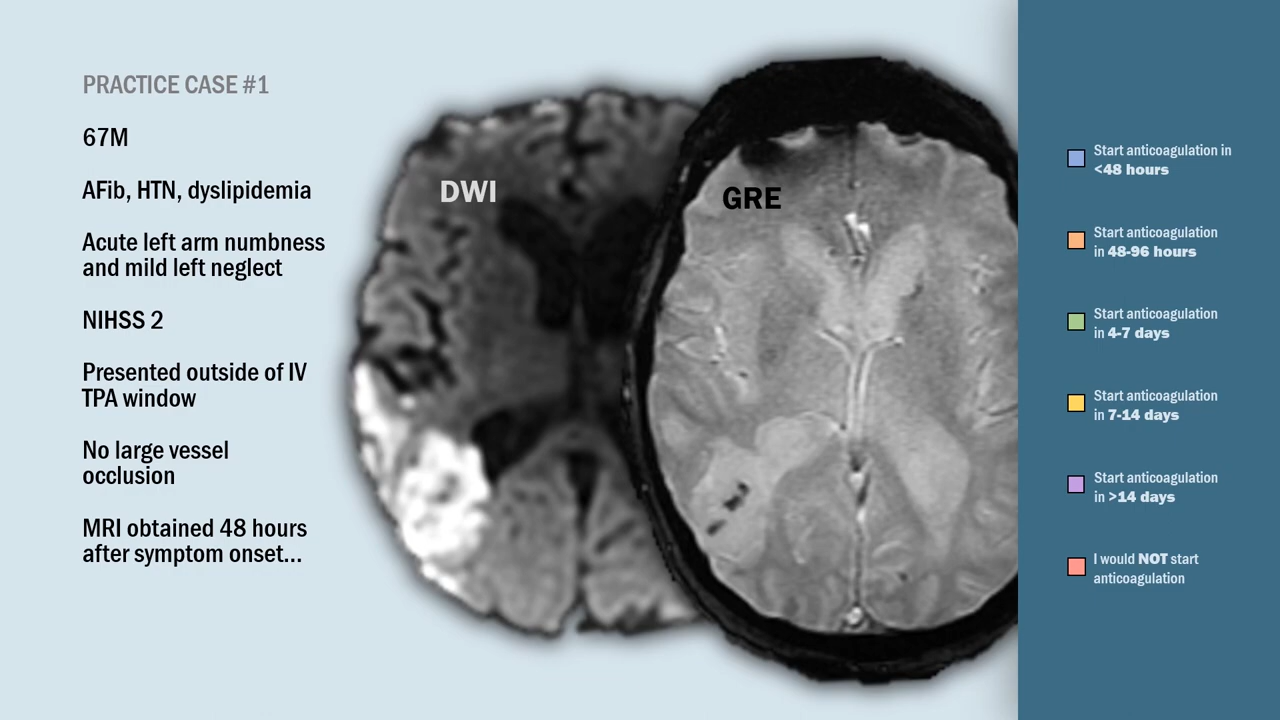 PRACTICE CASE #1
67M
AFib, HTN, dyslipidemia
Acute left arm numbness
and mild left neglect
NIHSS 2
Presented outside of IV
TPA window
No large vessel
occlusion
MRI obtained 48 hours
after symptom onset...
DWI
GRE
Start anticoagulation in
<48 hours
Start anticoagulation
in 48-96 hours
Start anticoagulation
in 4-7 days
Start anticoagulation
in 7-14 days
Start anticoagulation
in >14 days
I would NOT start
anticoagulation